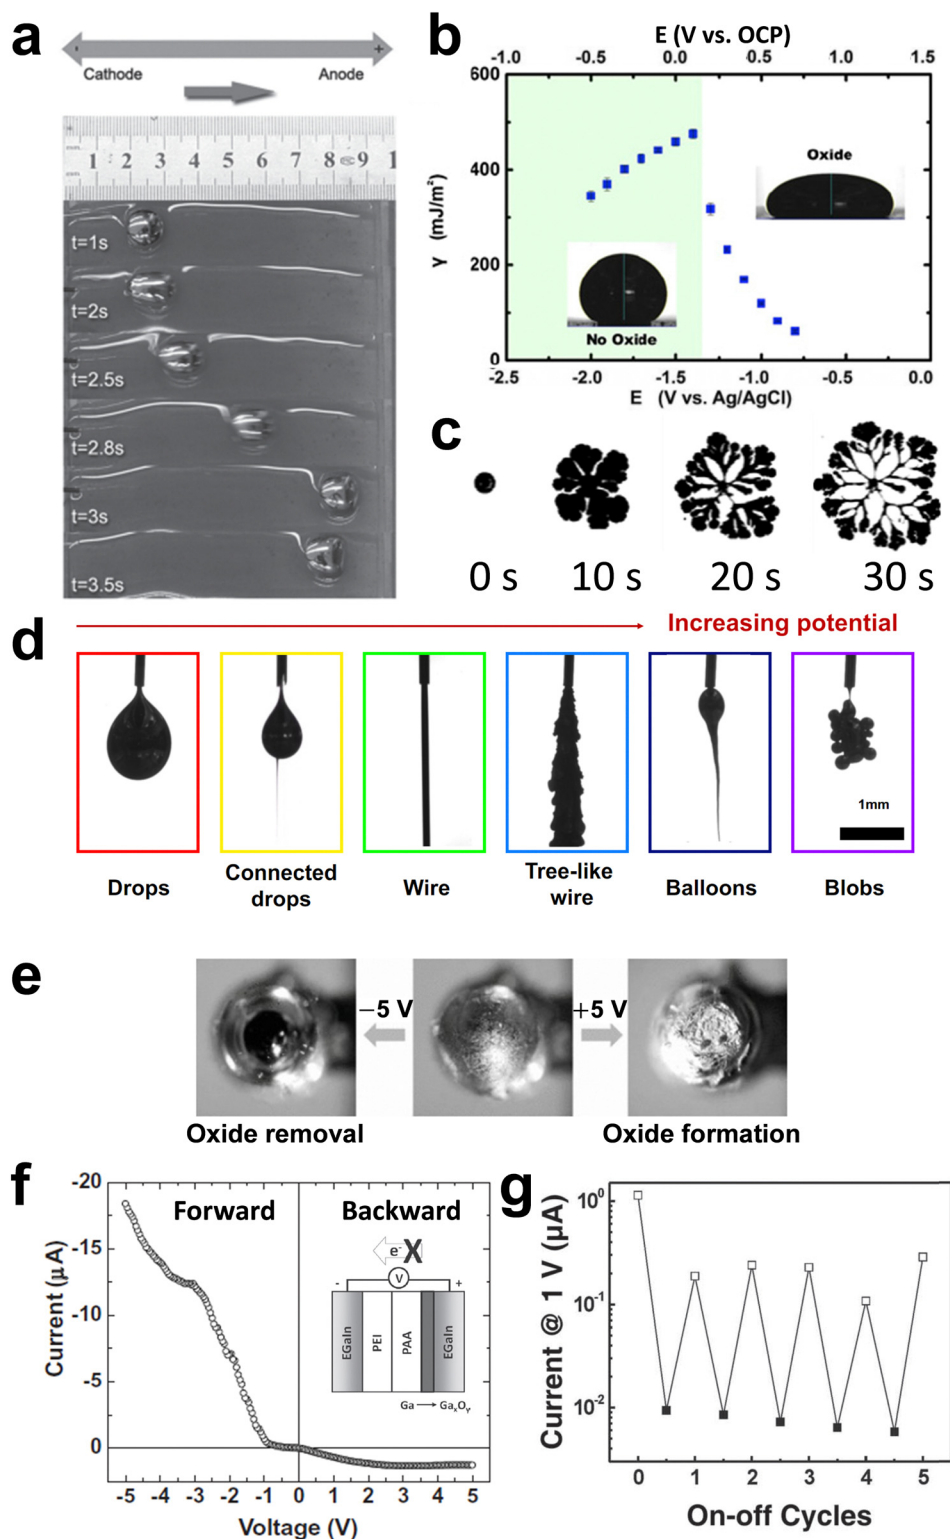 a
- +
Cathode Anode
1 2 3 4 5 6 7 8 9 1
t=1s
t=2s
t=2.5s
t=2.8s
t=3s
t=3.5s
b
E (V vs. OCP)
-1.0 -0.5 0.0 0.5 1.0 1.5
600
400
200
0
γ (mJ/m²)
Oxide
No Oxide
-2.5 -2.0 -1.5 -1.0 -0.5 0.0
E (V vs. Ag/AgCl)
c
0 s 10 s 20 s 30 s
d
Increasing potential
1mm
Drops
Connected
drops
Wire
Tree-like
wire
Balloons
Blobs
e
−5 V +5 V
Oxide removal Oxide formation
f
-20
-15
-10
-5
0
Current (μA)
Forward Backward
e- X
- V +
EGaIn PEI PAA EGaIn
Ga → GaₓOᵧ
-5 -4 -3 -2 -1 0 1 2 3 4 5
Voltage (V)
g
10⁰
10⁻¹
10⁻²
Current @ 1 V (μA)
0 1 2 3 4 5
On-off Cycles